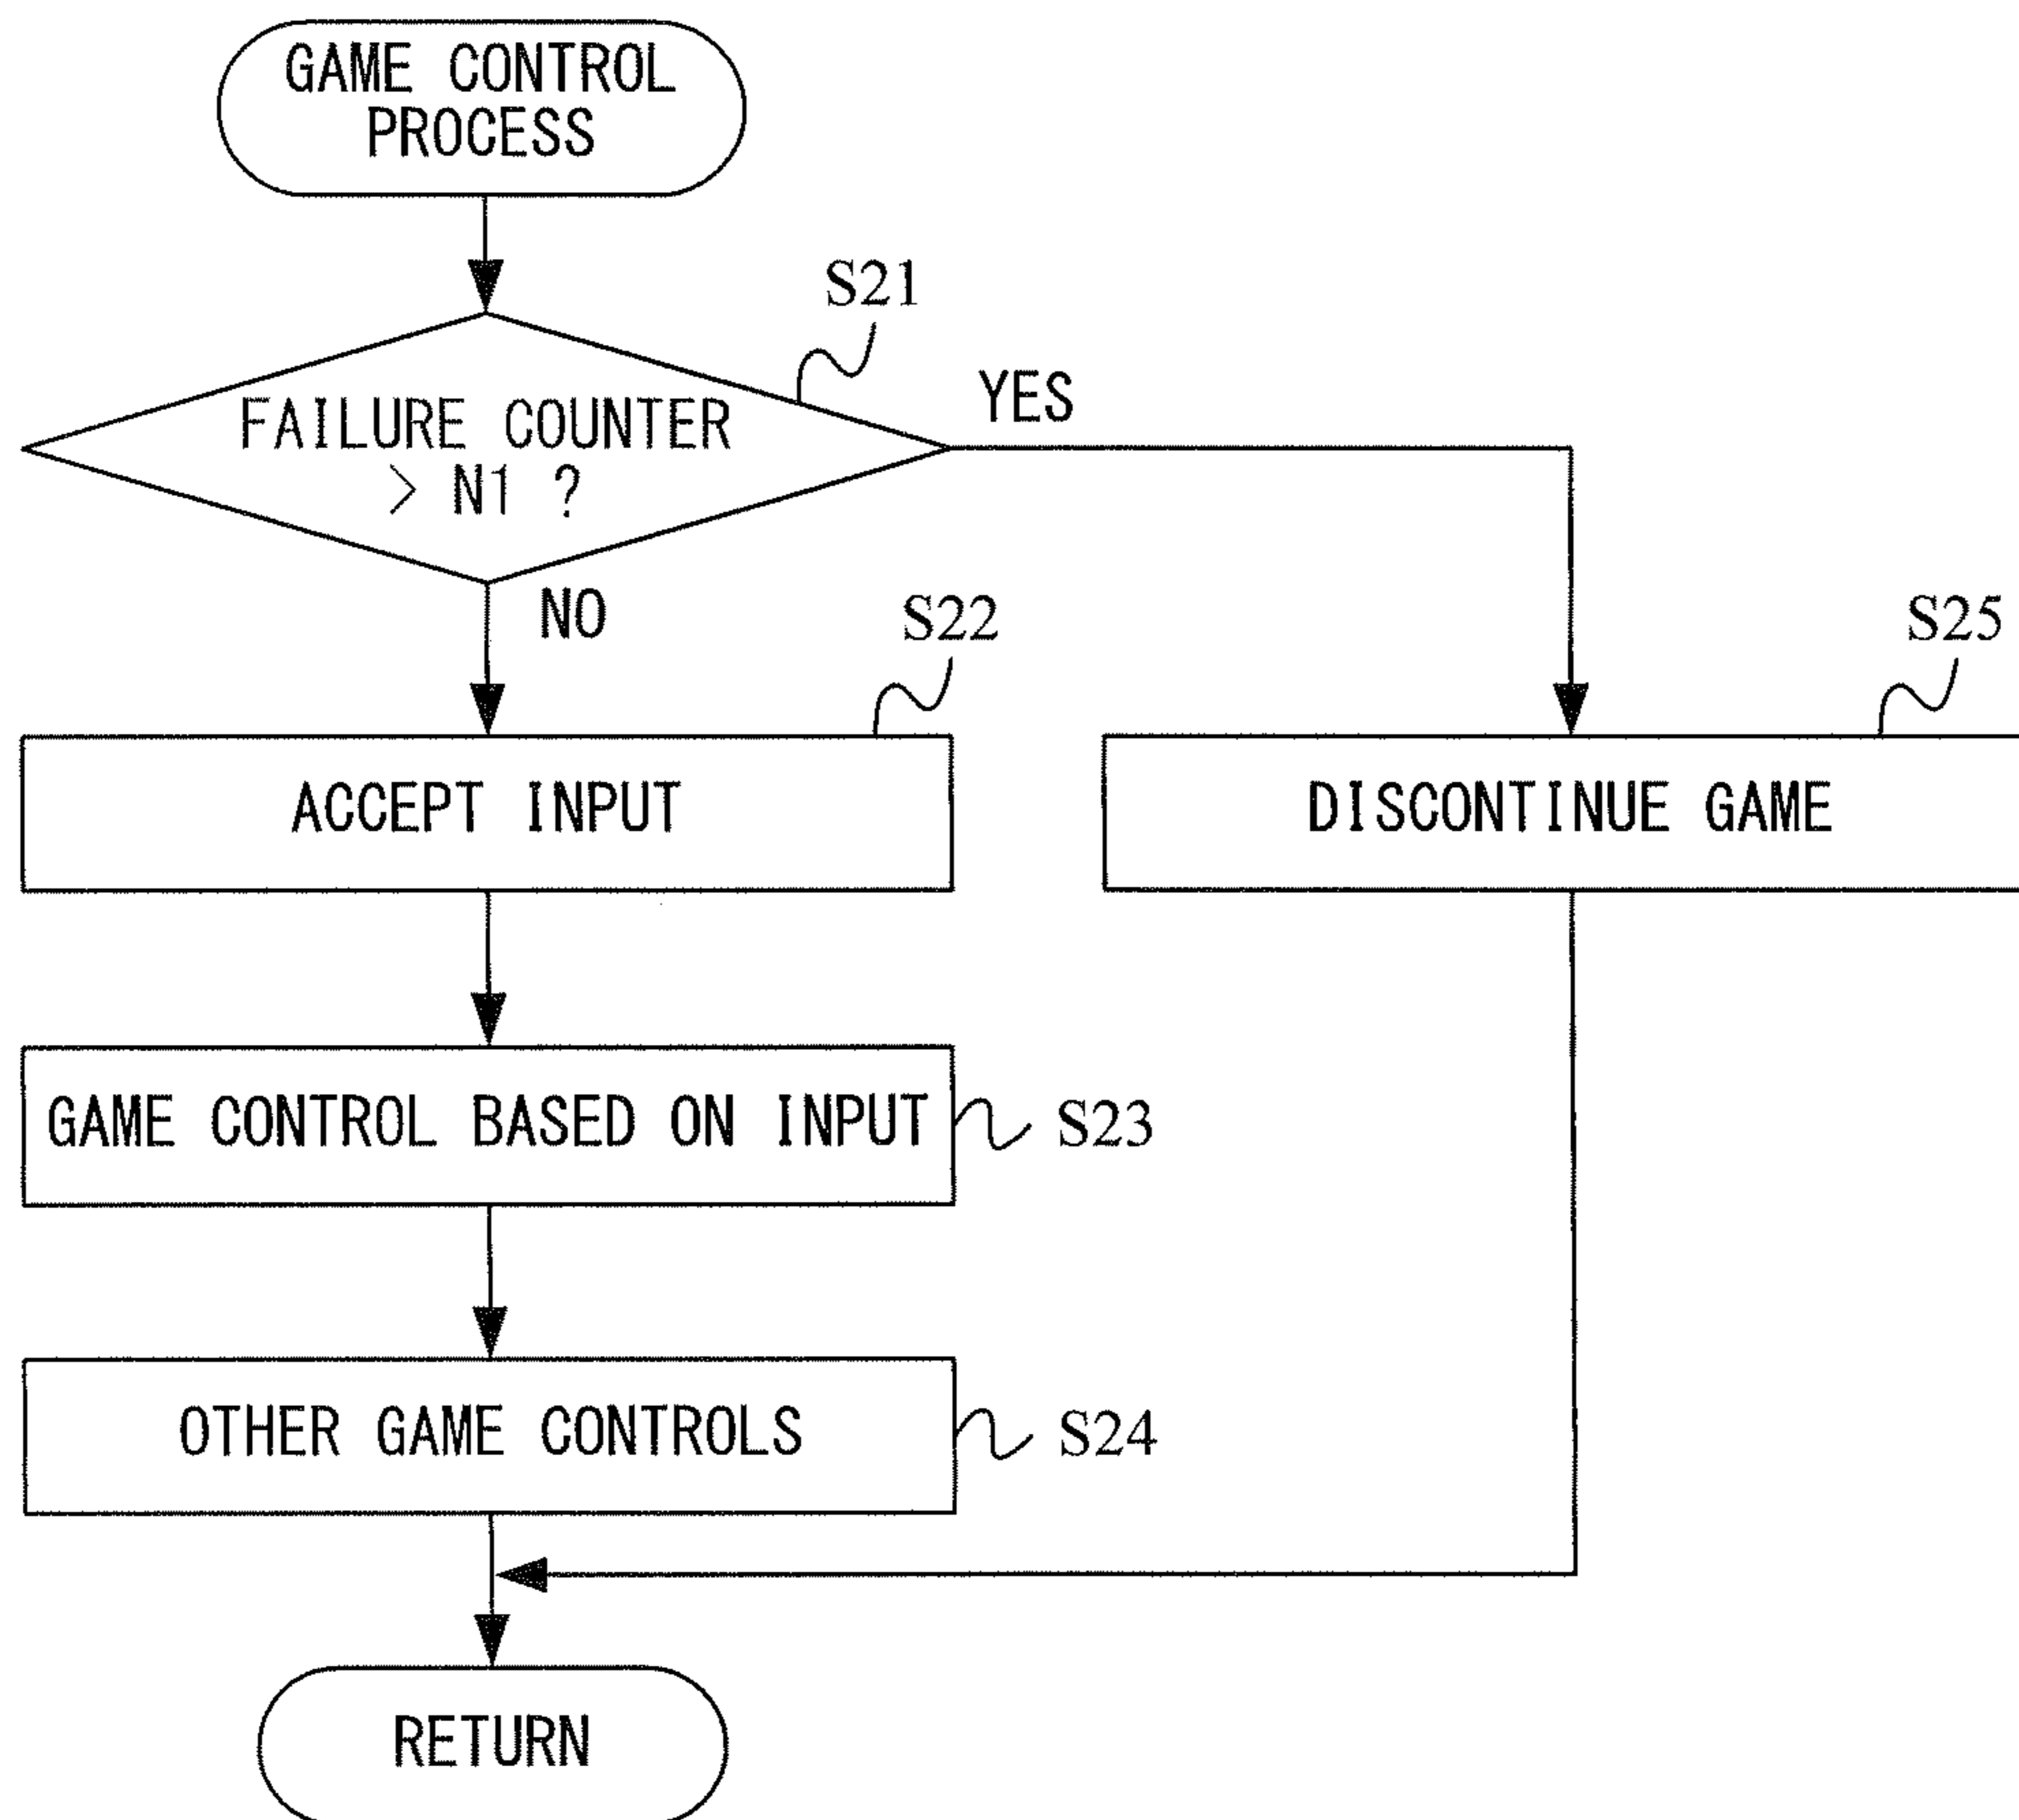 GAME CONTROL
PROCESS
S21
FAILURE COUNTER
> N1 ?
YES
NO
S22
S25
ACCEPT INPUT
DISCONTINUE GAME
GAME CONTROL BASED ON INPUT
S23
OTHER GAME CONTROLS
S24
RETURN